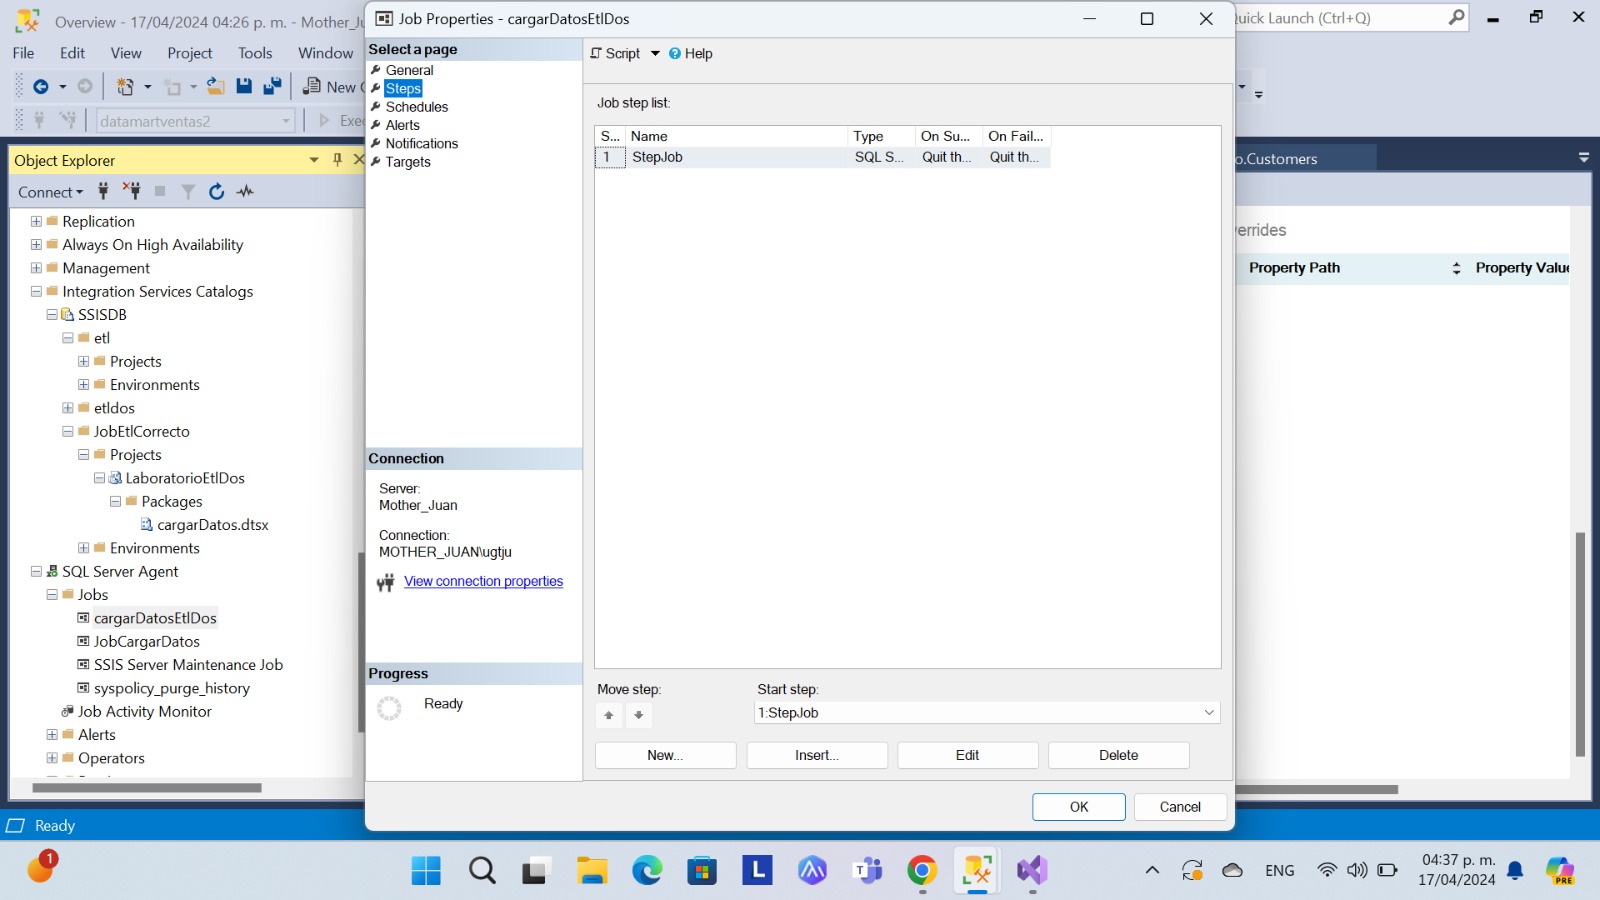 Overview - 17/04/2024 04:26 p. m. - Mother_Ju
Quick Launch (Ctrl+Q)
File Edit View Project Tools Window
New
Exe
datamartventas2
Object Explorer
Connect
Replication
Always On High Availability
Management
Integration Services Catalogs
SSISDB
etl
Projects
Environments
etldos
JobEtlCorrecto
Projects
LaboratorioEtlDos
Packages
cargarDatos.dtsx
Environments
SQL Server Agent
Jobs
cargarDatosEtlDos
JobCargarDatos
SSIS Server Maintenance Job
syspolicy_purge_history
Job Activity Monitor
Alerts
Operators
Job Properties - cargarDatosEtlDos
Select a page
General
Steps
Schedules
Alerts
Notifications
Targets
Connection
Server:
Mother_Juan
Connection:
MOTHER_JUAN\ugtju
View connection properties
Progress
Ready
Script Help
Job step list:
S... Name Type On Su... On Fail...
1 StepJob SQL S... Quit th... Quit th...
Move step:
Start step:
1:StepJob
New... Insert... Edit Delete
OK Cancel
o.Customers
verrides
Property Path Property Value
Ready
1
L
T
ENG
04:37 p. m.
17/04/2024
PRE